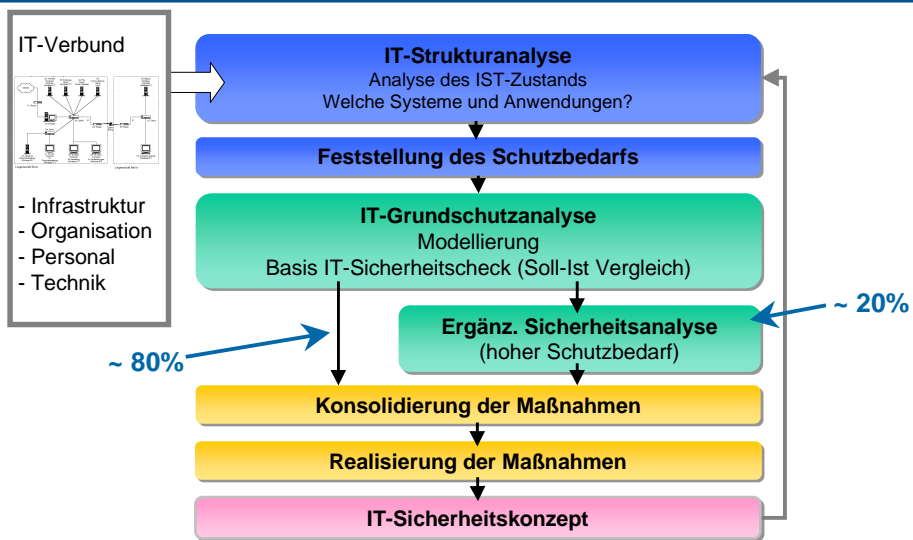 IT-Verbund
- Infrastruktur
- Organisation
- Personal
- Technik
IT-Strukturanalyse
Analyse des IST-Zustands
Welche Systeme und Anwendungen?
Feststellung des Schutzbedarfs
IT-Grundschutzanalyse
Modellierung
Basis IT-Sicherheitscheck (Soll-Ist Vergleich)
~ 20%
Ergänz. Sicherheitsanalyse
(hoher Schutzbedarf)
~ 80%
Konsolidierung der Maßnahmen
Realisierung der Maßnahmen
IT-Sicherheitskonzept